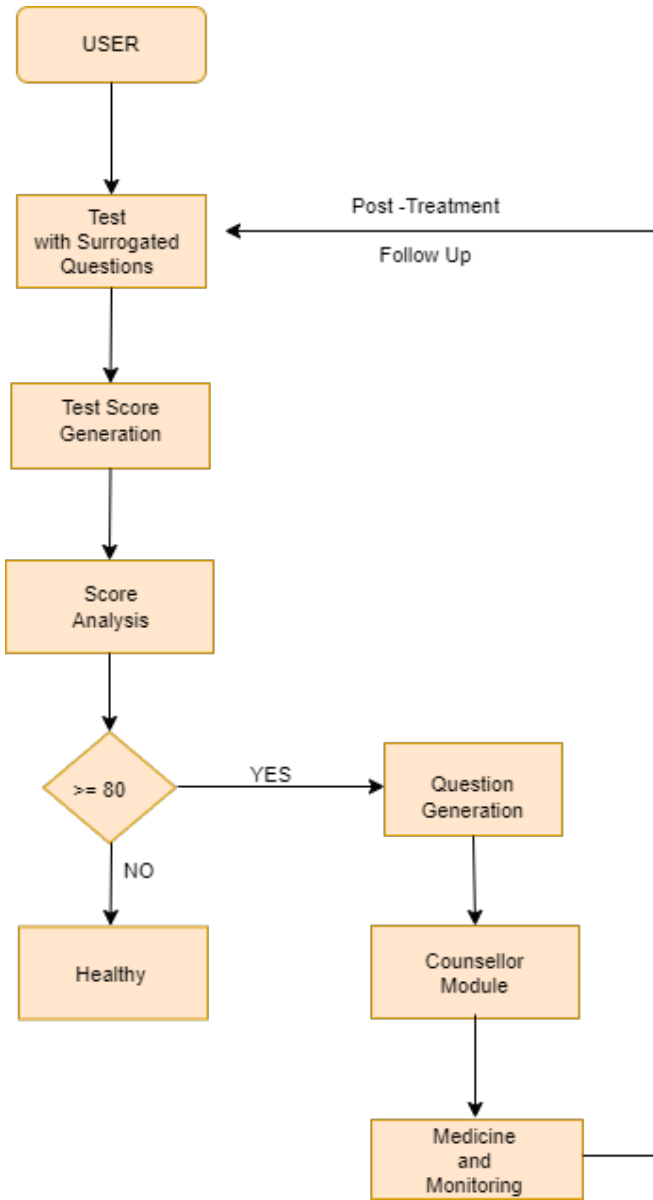 USER
Test
with Surrogated
Questions
Post -Treatment
Follow Up
Test Score
Generation
Score
Analysis
>= 80
YES
Question
Generation
NO
Healthy
Counsellor
Module
Medicine
and
Monitoring